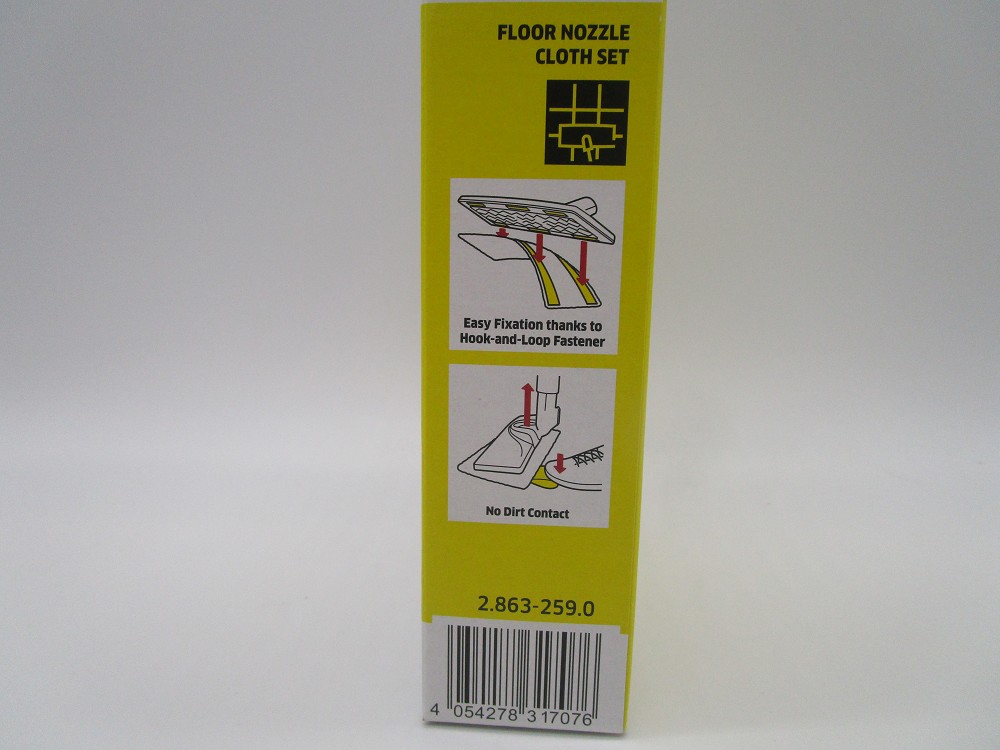 FLOOR NOZZLE
CLOTH SET
Easy Fixation thanks to
Hook-and-Loop Fastener
No Dirt Contact
2.863-259.0
4 054278 317076